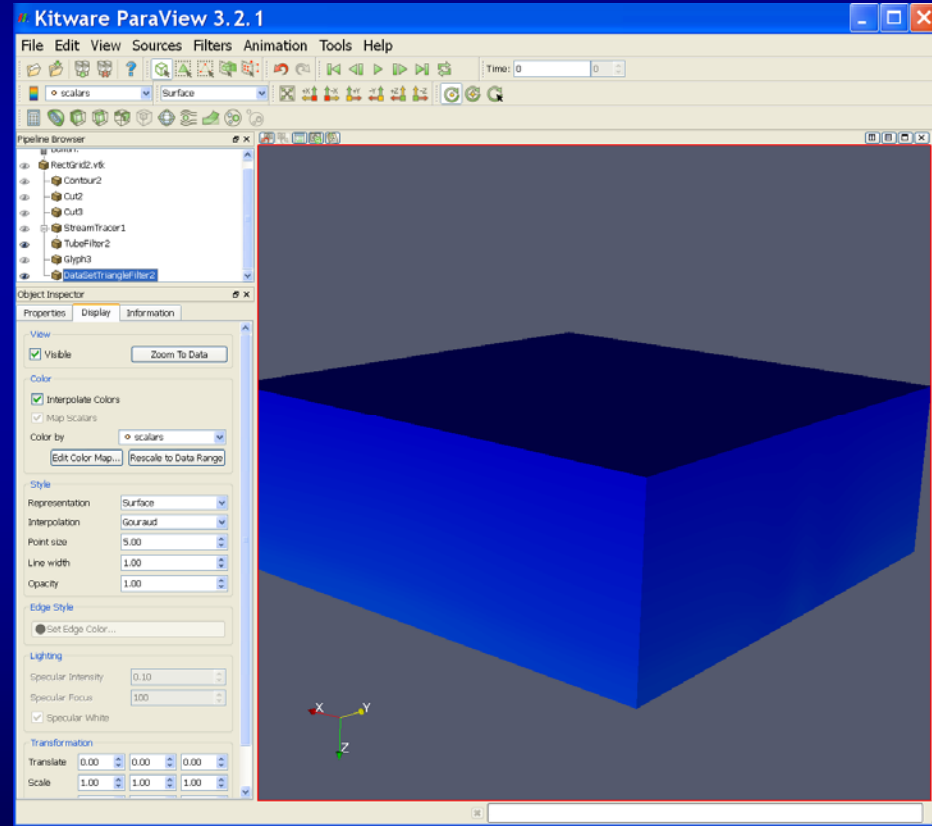 Kitware ParaView 3.2.1
File Edit View Sources Filters Animation Tools Help
Time: 0 0
scalars Surface
Pipeline Browser
RectGrid2.vtk
Contour2
Cut2
Cut3
StreamTracer1
TubeFilter2
Glyph3
DataSetTriangleFilter2
Object Inspector
Properties Display Information
View
Visible Zoom To Data
Color
Interpolate Colors
Map Scalars
Color by scalars
Edit Color Map... Rescale to Data Range
Style
Representation Surface
Interpolation Gouraud
Point size 5.00
Line width 1.00
Opacity 1.00
Edge Style
Set Edge Color...
Lighting
Specular Intensity 0.10
Specular Focus 100
Specular White
Transformation
Translate 0.00 0.00 0.00
Scale 1.00 1.00 1.00
X Y
Z